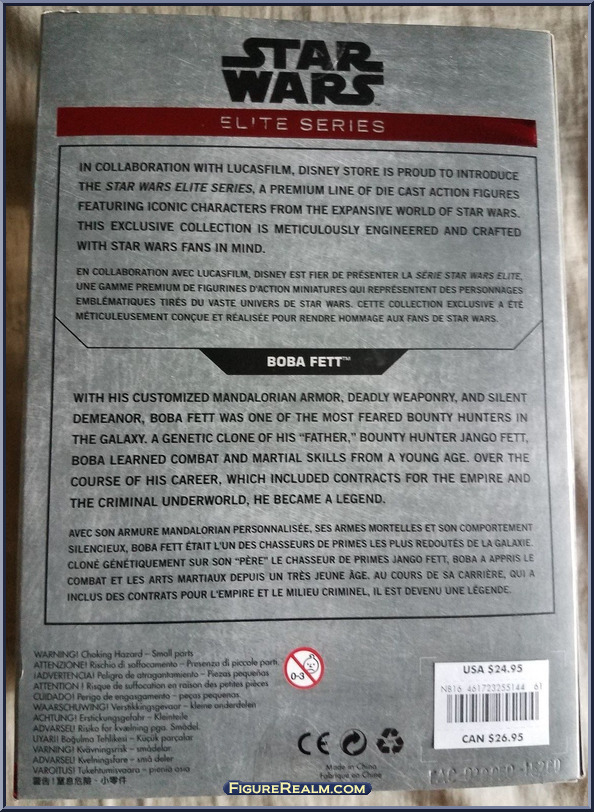 STAR
WARS
ELITE SERIES
IN COLLABORATION WITH LUCASFILM, DISNEY STORE IS PROUD TO INTRODUCE
THE STAR WARS ELITE SERIES, A PREMIUM LINE OF DIE CAST ACTION FIGURES
FEATURING ICONIC CHARACTERS FROM THE EXPANSIVE WORLD OF STAR WARS.
THIS EXCLUSIVE COLLECTION IS METICULOUSLY ENGINEERED AND CRAFTED
WITH STAR WARS FANS IN MIND.
EN COLLABORATION AVEC LUCASFILM, DISNEY EST FIER DE PRÉSENTER LA SÉRIE STAR WARS ELITE,
UNE GAMME PREMIUM DE FIGURINES D'ACTION MINIATURES QUI REPRÉSENTENT DES PERSONNAGES
EMBLÉMATIQUES TIRÉS DU VASTE UNIVERS DE STAR WARS. CETTE COLLECTION EXCLUSIVE A ÉTÉ
MÉTICULEUSEMENT CONÇUE ET RÉALISÉE POUR RENDRE HOMMAGE AUX FANS DE STAR WARS.
BOBA FETT™
WITH HIS CUSTOMIZED MANDALORIAN ARMOR, DEADLY WEAPONRY, AND SILENT
DEMEANOR, BOBA FETT WAS ONE OF THE MOST FEARED BOUNTY HUNTERS IN
THE GALAXY. A GENETIC CLONE OF HIS "FATHER," BOUNTY HUNTER JANGO FETT,
BOBA LEARNED COMBAT AND MARTIAL SKILLS FROM A YOUNG AGE. OVER THE
COURSE OF HIS CAREER, WHICH INCLUDED CONTRACTS FOR THE EMPIRE AND
THE CRIMINAL UNDERWORLD, HE BECAME A LEGEND.
AVEC SON ARMURE MANDALORIAN PERSONNALISÉE, SES ARMES MORTELLES ET SON COMPORTEMENT
SILENCIEUX, BOBA FETT ÉTAIT L'UN DES CHASSEURS DE PRIMES LES PLUS REDOUTÉS DE LA GALAXIE.
CLONÉ GÉNÉTIQUEMENT SUR SON "PÈRE" LE CHASSEUR DE PRIMES JANGO FETT, BOBA A APPRIS LE
COMBAT ET LES ARTS MARTIAUX DEPUIS UN TRÈS JEUNE ÂGE. AU COURS DE SA CARRIÈRE, QUI A
INCLUS DES CONTRATS POUR L'EMPIRE ET LE MILIEU CRIMINEL, IL EST DEVENU UNE LÉGENDE.
WARNING! Choking Hazard – Small parts
ATTENZIONE! Rischio di soffocamento – Presenza di piccole parti.
¡ADVERTENCIA! Peligro de atragantamiento – Piezas pequeñas
ATTENTION ! Risque de suffocation en raison des petites pièces
CUIDADO! Perigo de engasgamento – peças pequenas
WAARSCHUWING! Verstikkingsgevaar – kleine onderdelen
ACHTUNG! Erstickungsgefahr – Kleinteile
ADVARSEL! Risiko for kvælning pga. Smådel.
UYARI! Boğulma Tehlikesi – Küçük parçalar
VARNING! Kvävningsrisk – smådelar
ADVARSEL! Kvelningsfare – små deler
VAROITUS! Tukehtumisvaara – pieniä osia
警告!窒息危險・小零件
0-3
CE
Made in China
Fabriqué en Chine
USA $24.95
NB16 461723255144 61
CAN $26.95
FIGUREREALM.COM